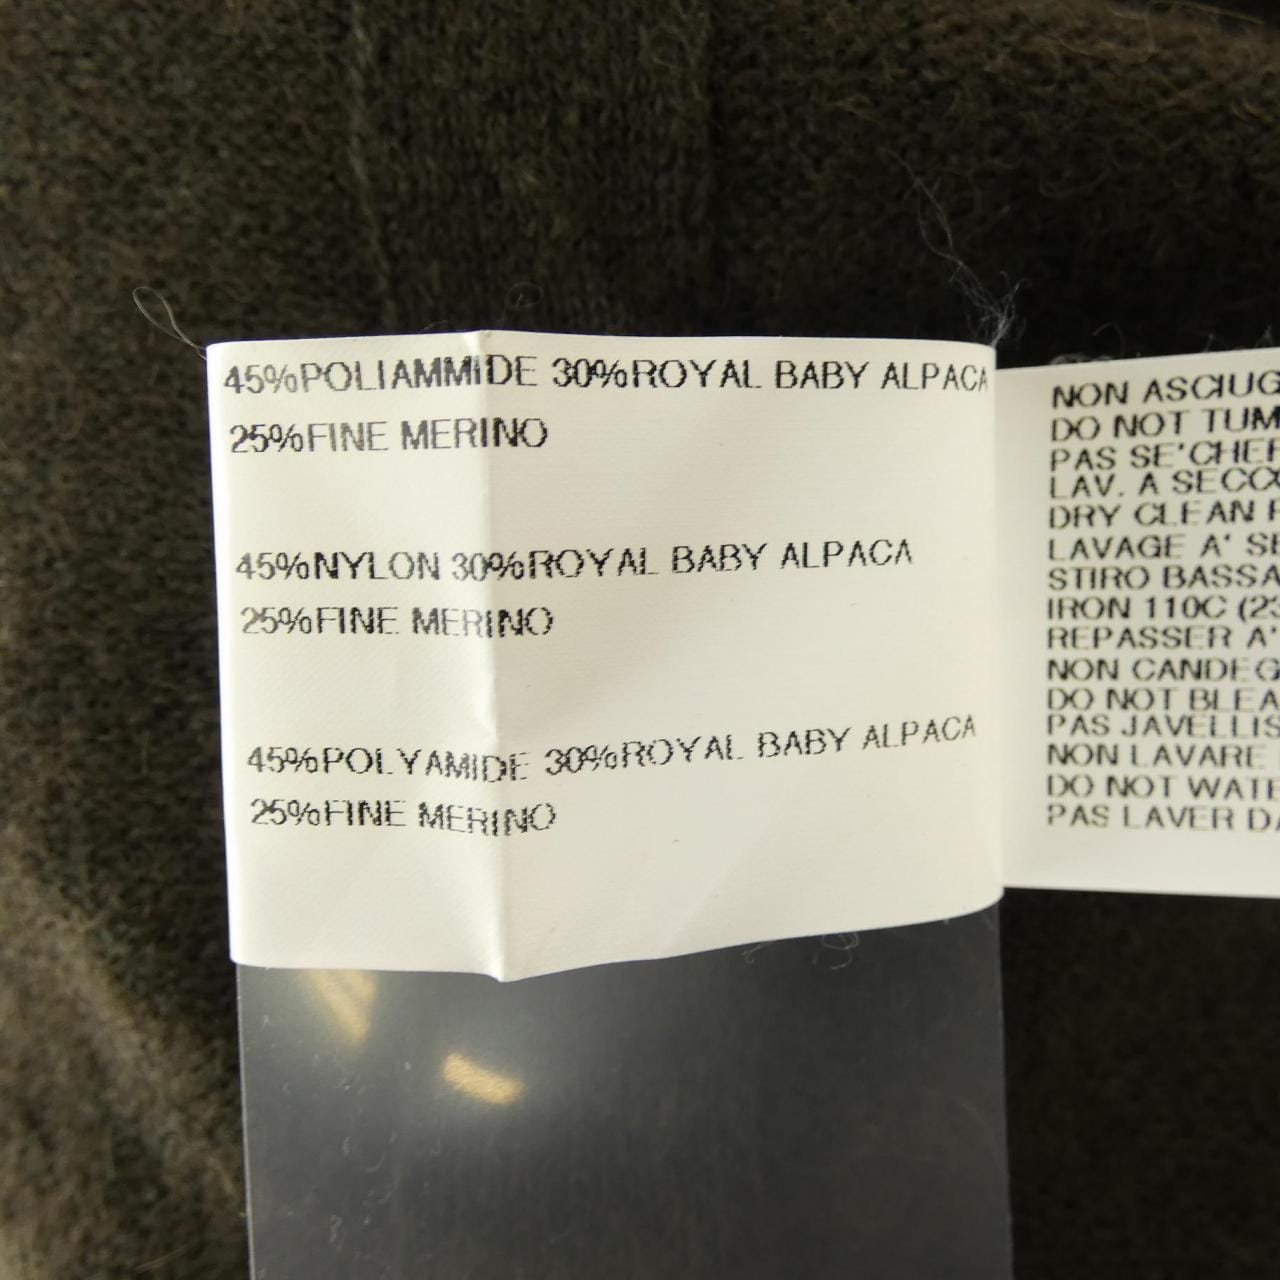 45%POLIAMMIDE 30%ROYAL BABY ALPACA
25%FINE MERINO
45%NYLON 30%ROYAL BABY ALPACA
25%FINE MERINO
45%POLYAMIDE 30%ROYAL BABY ALPACA
25%FINE MERINO
NON ASCIUG
DO NOT TUM
PAS SE'CHER
LAV. A SECCO
DRY CLEAN
LAVAGE A' SE
STIRO BASSA
IRON 110C (23
REPASSER A'
NON CANDEG
DO NOT BLEA
PAS JAVELLIS
NON LAVARE
DO NOT WATE
PAS LAVER DA